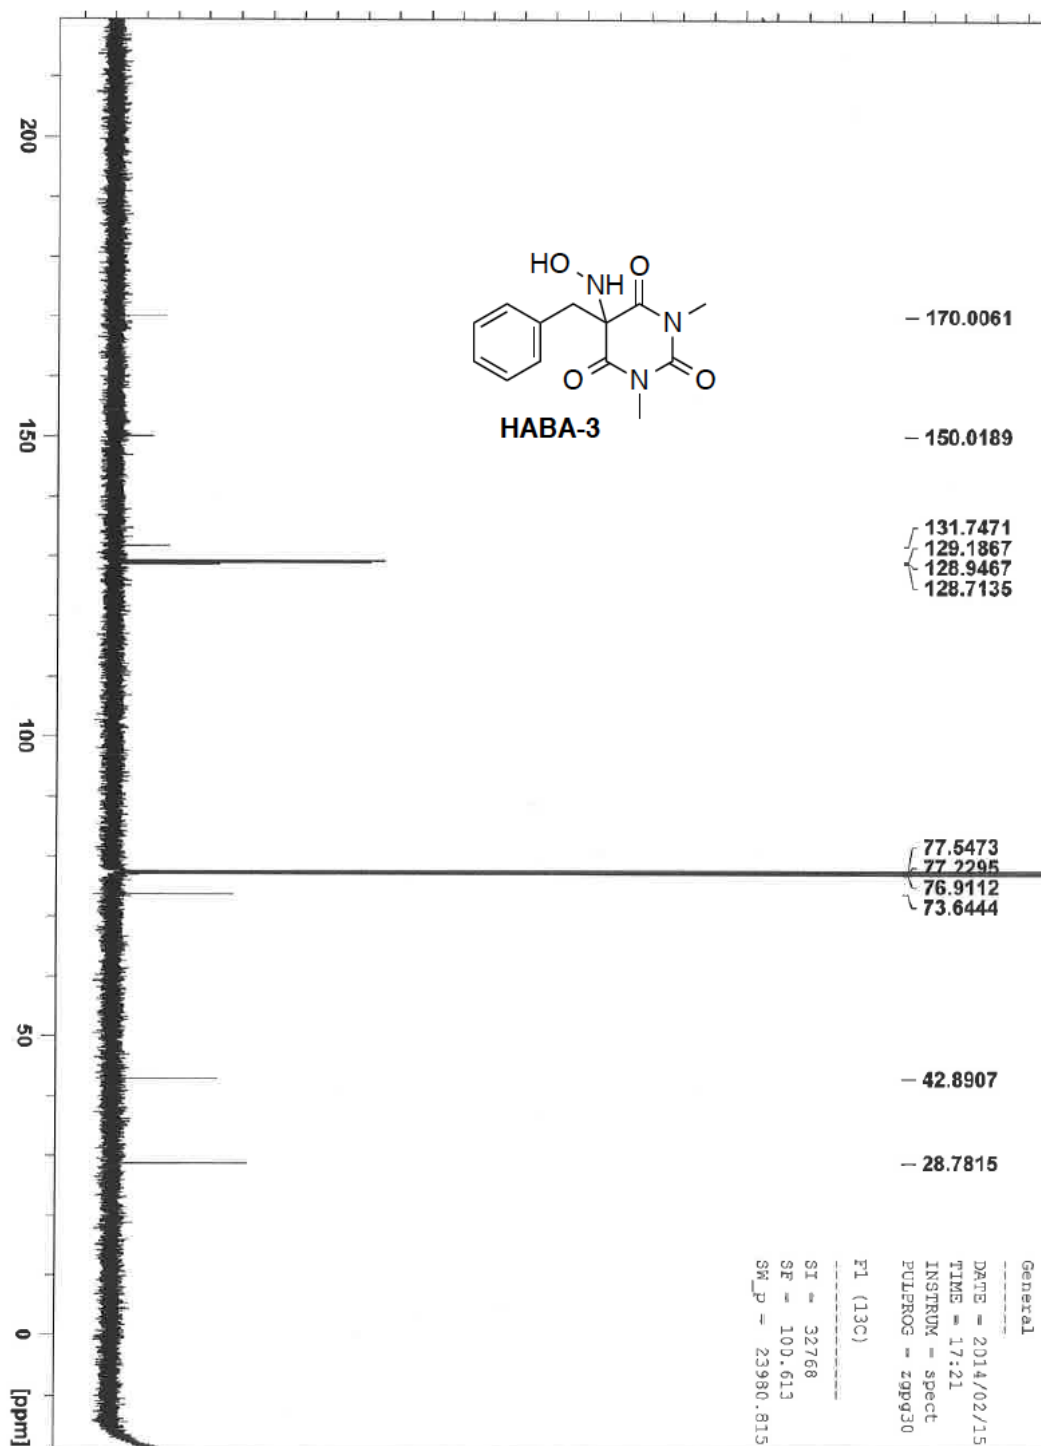 HO
NH
O
N
N
O
O
HABA-3
170.0061
150.0189
131.7471
129.1867
128.9467
128.7135
77.5473
77.2295
76.9112
73.6444
42.8907
28.7815
200
150
100
50
0
[ppm]
General
--------
DATE = 2014/02/15
TIME = 17:21
INSTRUM = spect
PULPROG = zgpg30
F1 (13C)
------------
SI = 32768
SF = 100.613
SW_p = 23980.815